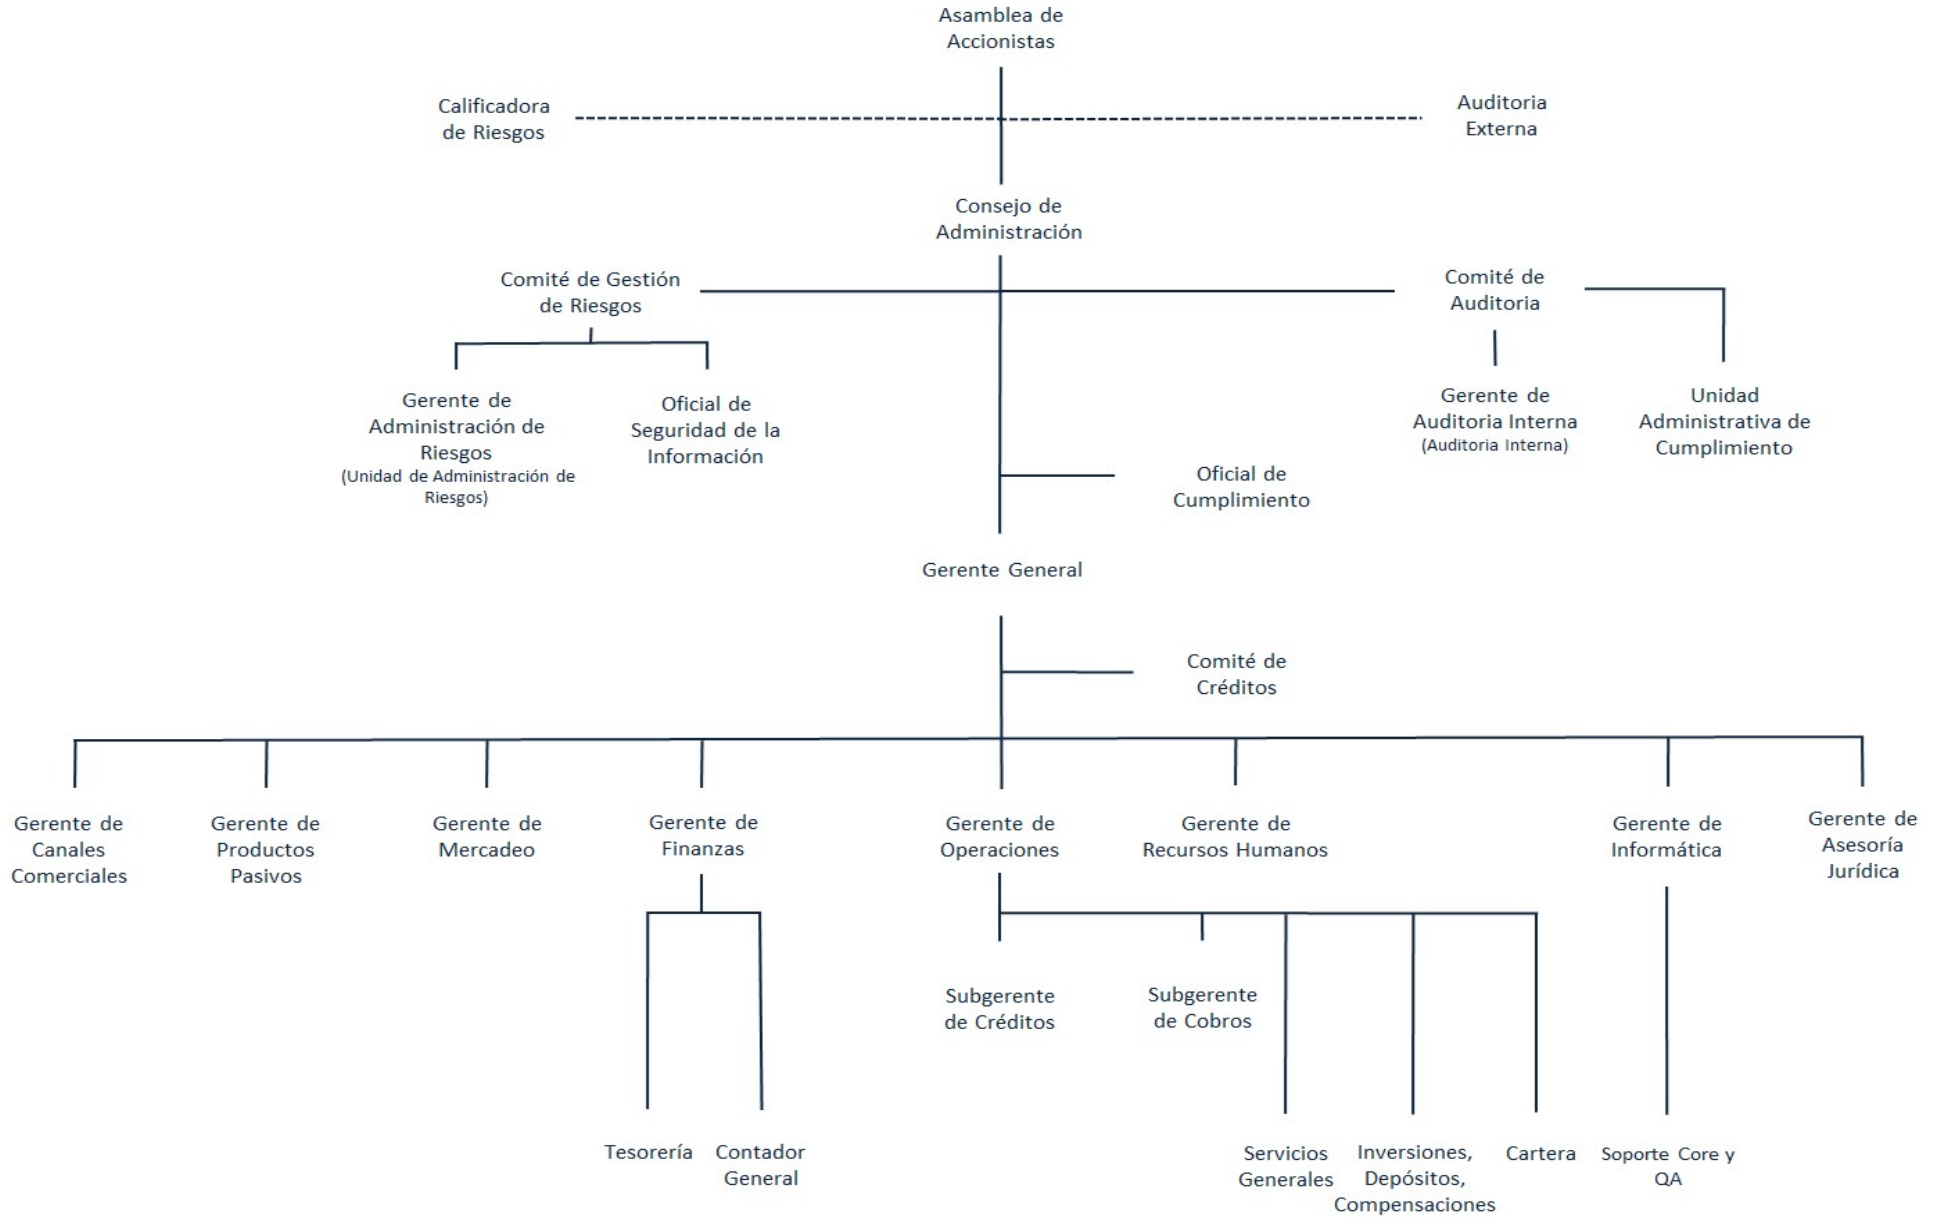 Asamblea de
Accionistas
Calificadora
de Riesgos
Auditoria
Externa
Consejo de
Administración
Comité de Gestión
de Riesgos
Comité de
Auditoria
Gerente de
Administración de
Riesgos
(Unidad de Administración de
Riesgos)
Oficial de
Seguridad de la
Información
Gerente de
Auditoria Interna
(Auditoria Interna)
Unidad
Administrativa de
Cumplimiento
Oficial de
Cumplimiento
Gerente General
Comité de
Créditos
Gerente de
Canales
Comerciales
Gerente de
Productos
Pasivos
Gerente de
Mercadeo
Gerente de
Finanzas
Gerente de
Operaciones
Gerente de
Recursos Humanos
Gerente de
Informática
Gerente de
Asesoría
Jurídica
Subgerente
de Créditos
Subgerente
de Cobros
Tesorería
Contador
General
Servicios
Generales
Inversiones,
Depósitos,
Compensaciones
Cartera
Soporte Core y
QA